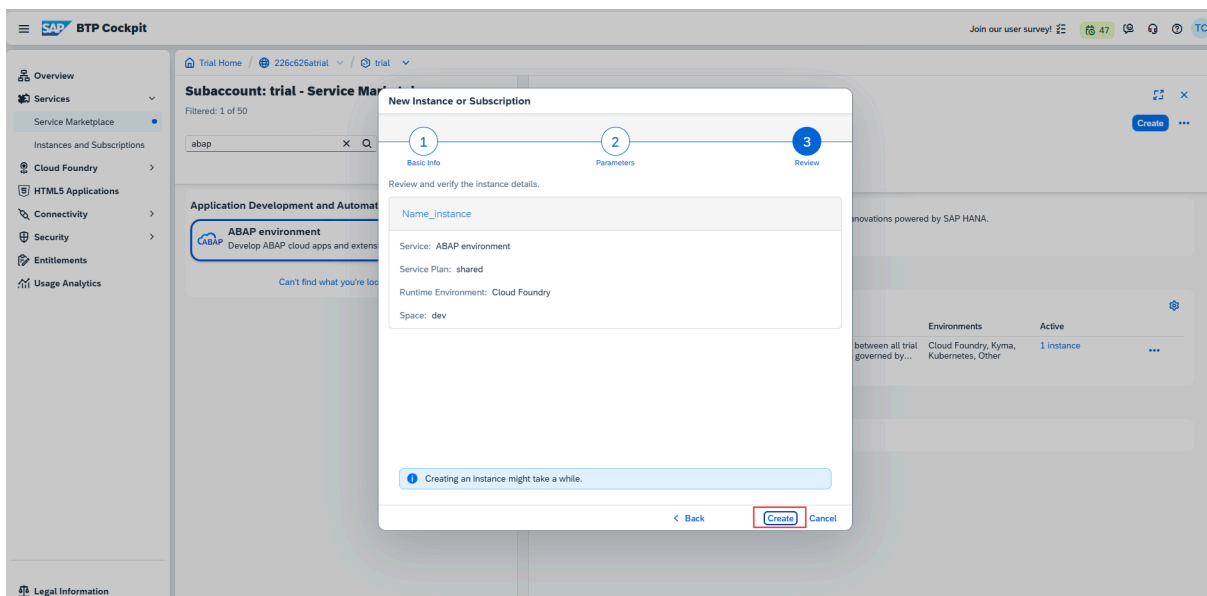 SAP BTP Cockpit
Join our user survey!
47
TC
Overview
Services
Service Marketplace
Instances and Subscriptions
Cloud Foundry
HTML5 Applications
Connectivity
Security
Entitlements
Usage Analytics
Legal Information
Trial Home / 226c626atrial / trial
Subaccount: trial - Service
Filtered: 1 of 50
abap
Application Development and
ABAP
ABAP environment
Develop ABAP cloud apps and
Can't find what you're
New Instance or Subscription
1
2
3
Basic Info
Parameters
Review
Review and verify the instance details.
Name_instance
Service: ABAP environment
Service Plan: shared
Runtime Environment: Cloud Foundry
Space: dev
Creating an instance might take a while.
Back
Create
Cancel
Create
powered by SAP HANA.
Environments
Active
between all trial
governed by...
Cloud Foundry, Kyma,
Kubernetes, Other
1 instance